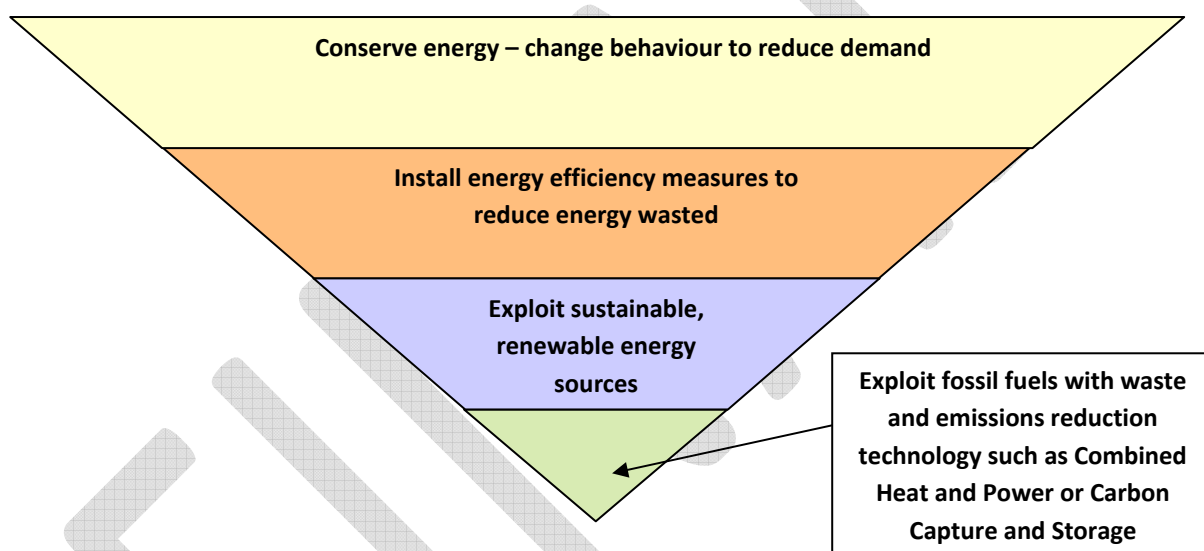 Conserve energy – change behaviour to reduce demand
Install energy efficiency measures to
reduce energy wasted
Exploit sustainable,
renewable energy
sources
Exploit fossil fuels with waste
and emissions reduction
technology such as Combined
Heat and Power or Carbon
Capture and Storage